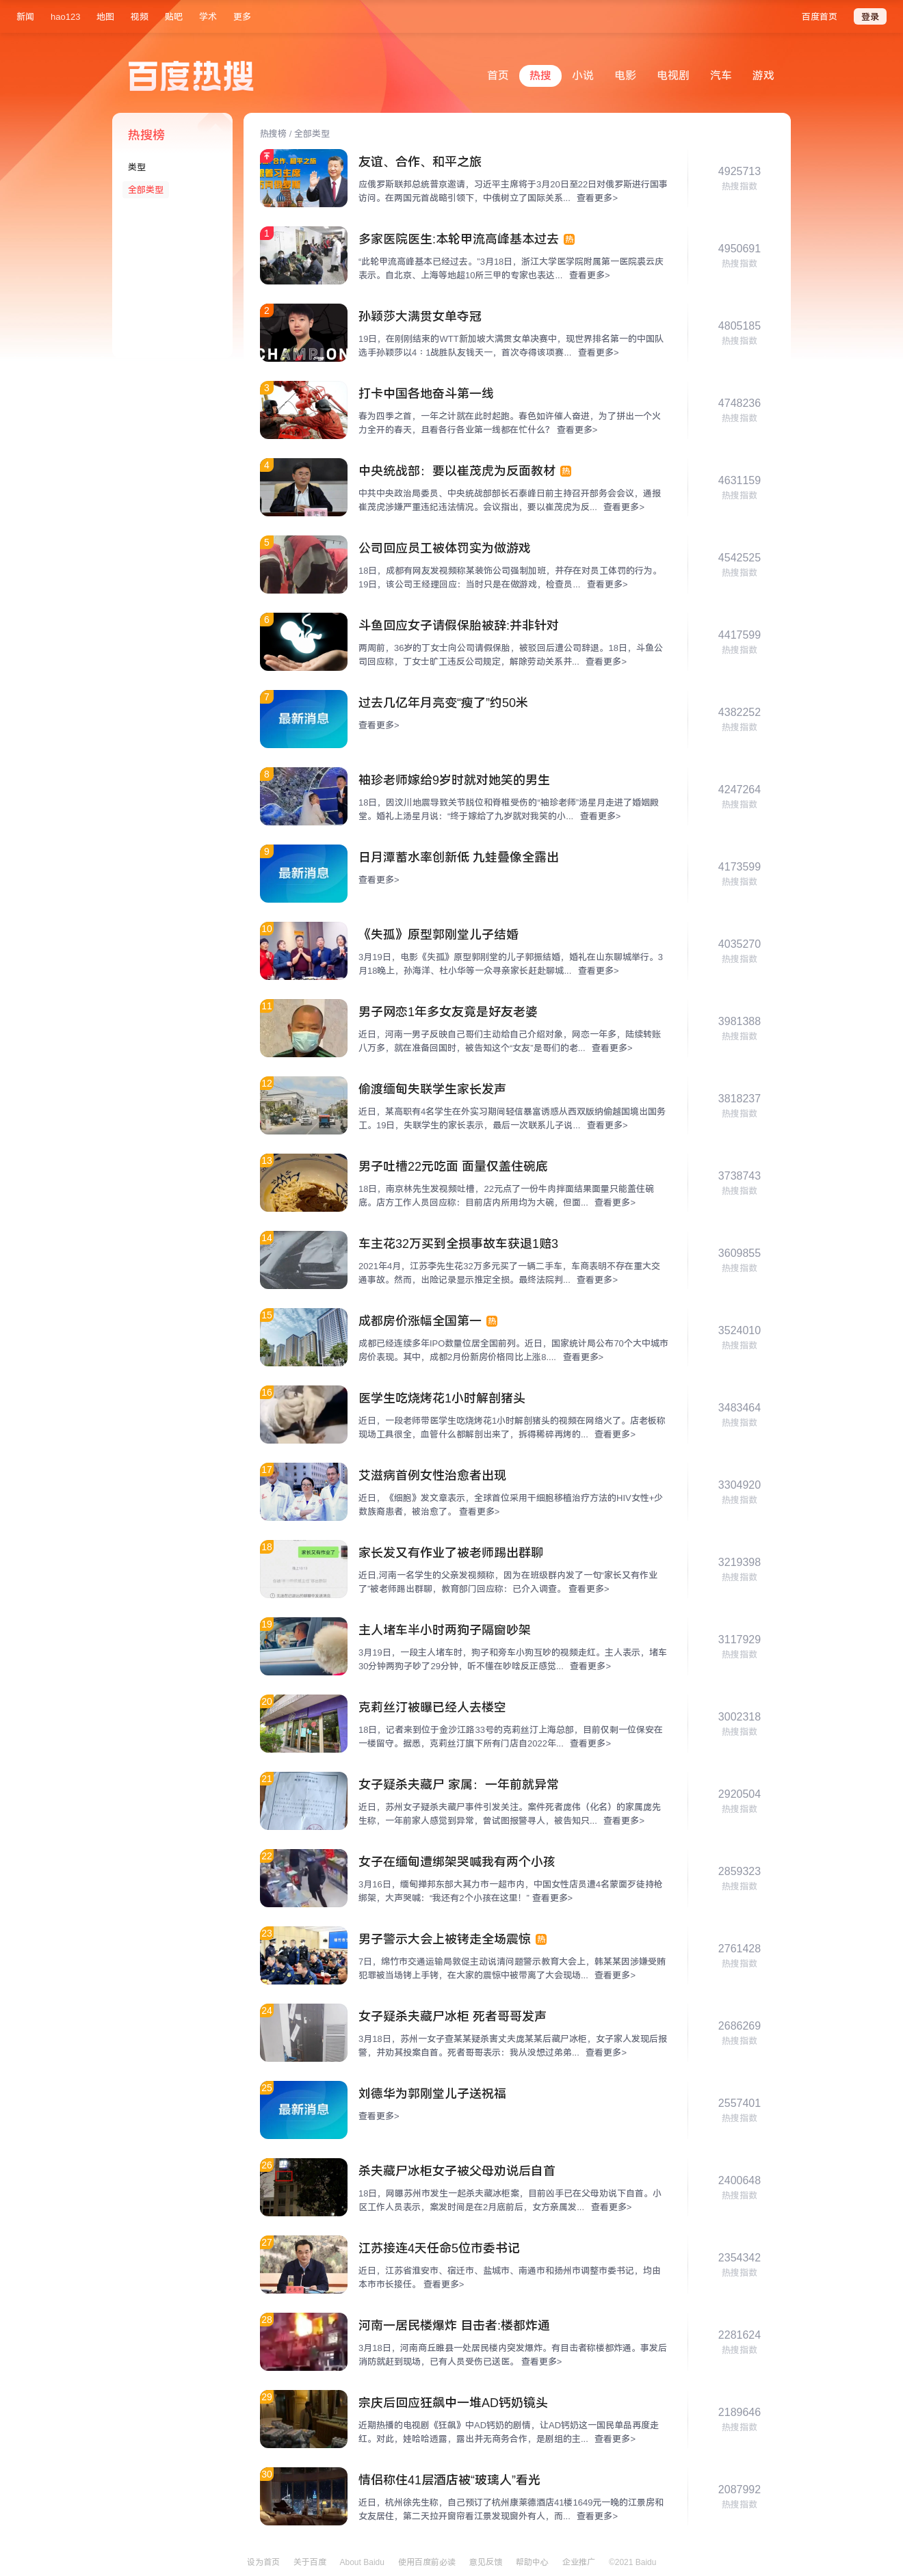 新闻 hao123 地图 视频 贴吧 学术 更多 百度首页 登录
百度热搜
首页 热搜 小说 电影 电视剧 汽车 游戏
热搜榜
类型
全部类型
热搜榜 / 全部类型
友谊、合作、和平之旅
应俄罗斯联邦总统普京邀请，习近平主席将于3月20日至22日对俄罗斯进行国事
访问。在两国元首战略引领下，中俄树立了国际关系... 查看更多>
4925713
热搜指数
1
多家医院医生:本轮甲流高峰基本过去 热
“此轮甲流高峰基本已经过去。”3月18日，浙江大学医学院附属第一医院裘云庆
表示。自北京、上海等地超10所三甲的专家也表达... 查看更多>
4950691
热搜指数
2
CHAMPION
孙颖莎大满贯女单夺冠
19日，在刚刚结束的WTT新加坡大满贯女单决赛中，现世界排名第一的中国队
选手孙颖莎以4：1战胜队友钱天一，首次夺得该项赛... 查看更多>
4805185
热搜指数
3
打卡中国各地奋斗第一线
春为四季之首，一年之计就在此时起跑。春色如许催人奋进，为了拼出一个火
力全开的春天，且看各行各业第一线都在忙什么？ 查看更多>
4748236
热搜指数
4
中央统战部：要以崔茂虎为反面教材 热
中共中央政治局委员、中央统战部部长石泰峰日前主持召开部务会会议，通报
崔茂虎涉嫌严重违纪违法情况。会议指出，要以崔茂虎为反... 查看更多>
4631159
热搜指数
5
公司回应员工被体罚实为做游戏
18日，成都有网友发视频称某装饰公司强制加班，并存在对员工体罚的行为。
19日，该公司王经理回应：当时只是在做游戏，检查员... 查看更多>
4542525
热搜指数
6
斗鱼回应女子请假保胎被辞:并非针对
两周前，36岁的丁女士向公司请假保胎，被驳回后遭公司辞退。18日，斗鱼公
司回应称，丁女士旷工违反公司规定，解除劳动关系并... 查看更多>
4417599
热搜指数
7
最新消息
过去几亿年月亮变“瘦了”约50米
查看更多>
4382252
热搜指数
8
袖珍老师嫁给9岁时就对她笑的男生
18日，因汶川地震导致关节脱位和脊椎受伤的“袖珍老师”汤星月走进了婚姻殿
堂。婚礼上汤星月说：“终于嫁给了九岁就对我笑的小... 查看更多>
4247264
热搜指数
9
最新消息
日月潭蓄水率创新低 九蛙叠像全露出
查看更多>
4173599
热搜指数
10
《失孤》原型郭刚堂儿子结婚
3月19日，电影《失孤》原型郭刚堂的儿子郭振结婚，婚礼在山东聊城举行。3
月18晚上，孙海洋、杜小华等一众寻亲家长赶赴聊城... 查看更多>
4035270
热搜指数
11
男子网恋1年多女友竟是好友老婆
近日，河南一男子反映自己哥们主动给自己介绍对象，网恋一年多，陆续转账
八万多，就在准备回国时，被告知这个“女友”是哥们的老... 查看更多>
3981388
热搜指数
12
偷渡缅甸失联学生家长发声
近日，某高职有4名学生在外实习期间轻信暴富诱惑从西双版纳偷越国境出国务
工。19日，失联学生的家长表示，最后一次联系儿子说... 查看更多>
3818237
热搜指数
13
男子吐槽22元吃面 面量仅盖住碗底
18日，南京林先生发视频吐槽，22元点了一份牛肉拌面结果面量只能盖住碗
底。店方工作人员回应称：目前店内所用均为大碗，但面... 查看更多>
3738743
热搜指数
14
车主花32万买到全损事故车获退1赔3
2021年4月，江苏李先生花32万多元买了一辆二手车，车商表明不存在重大交
通事故。然而，出险记录显示推定全损。最终法院判... 查看更多>
3609855
热搜指数
15
成都房价涨幅全国第一 热
成都已经连续多年IPO数量位居全国前列。近日，国家统计局公布70个大中城市
房价表现。其中，成都2月份新房价格同比上涨8.... 查看更多>
3524010
热搜指数
16
医学生吃烧烤花1小时解剖猪头
近日，一段老师带医学生吃烧烤花1小时解剖猪头的视频在网络火了。店老板称
现场工具很全，血管什么都解剖出来了，拆得稀碎再烤的... 查看更多>
3483464
热搜指数
17
艾滋病首例女性治愈者出现
近日，《细胞》发文章表示，全球首位采用干细胞移植治疗方法的HIV女性+少
数族裔患者，被治愈了。 查看更多>
3304920
热搜指数
18
家长又有作业了
家长发又有作业了被老师踢出群聊
近日,河南一名学生的父亲发视频称，因为在班级群内发了一句“家长又有作业
了”被老师踢出群聊，教育部门回应称：已介入调查。 查看更多>
3219398
热搜指数
19
主人堵车半小时两狗子隔窗吵架
3月19日，一段主人堵车时，狗子和旁车小狗互吵的视频走红。主人表示，堵车
30分钟两狗子吵了29分钟，听不懂在吵啥反正感觉... 查看更多>
3117929
热搜指数
20
克莉丝汀被曝已经人去楼空
18日，记者来到位于金沙江路33号的克莉丝汀上海总部，目前仅剩一位保安在
一楼留守。据悉，克莉丝汀旗下所有门店自2022年... 查看更多>
3002318
热搜指数
21
女子疑杀夫藏尸 家属：一年前就异常
近日，苏州女子疑杀夫藏尸事件引发关注。案件死者庞伟（化名）的家属庞先
生称，一年前家人感觉到异常，曾试图报警寻人，被告知只... 查看更多>
2920504
热搜指数
22
女子在缅甸遭绑架哭喊我有两个小孩
3月16日，缅甸掸邦东部大其力市一超市内，中国女性店员遭4名蒙面歹徒持枪
绑架，大声哭喊：“我还有2个小孩在这里！” 查看更多>
2859323
热搜指数
23
男子警示大会上被铐走全场震惊 热
7日，绵竹市交通运输局敦促主动说清问题警示教育大会上，韩某某因涉嫌受贿
犯罪被当场铐上手铐，在大家的震惊中被带离了大会现场... 查看更多>
2761428
热搜指数
24
女子疑杀夫藏尸冰柜 死者哥哥发声
3月18日，苏州一女子查某某疑杀害丈夫庞某某后藏尸冰柜，女子家人发现后报
警，并劝其投案自首。死者哥哥表示：我从没想过弟弟... 查看更多>
2686269
热搜指数
25
最新消息
刘德华为郭刚堂儿子送祝福
查看更多>
2557401
热搜指数
26
杀夫藏尸冰柜女子被父母劝说后自首
18日，网曝苏州市发生一起杀夫藏冰柜案，目前凶手已在父母劝说下自首。小
区工作人员表示，案发时间是在2月底前后，女方亲属发... 查看更多>
2400648
热搜指数
27
江苏接连4天任命5位市委书记
近日，江苏省淮安市、宿迁市、盐城市、南通市和扬州市调整市委书记，均由
本市市长接任。 查看更多>
2354342
热搜指数
28
河南一居民楼爆炸 目击者:楼都炸通
3月18日，河南商丘睢县一处居民楼内突发爆炸。有目击者称楼都炸通。事发后
消防就赶到现场，已有人员受伤已送医。 查看更多>
2281624
热搜指数
29
宗庆后回应狂飙中一堆AD钙奶镜头
近期热播的电视剧《狂飙》中AD钙奶的剧情，让AD钙奶这一国民单品再度走
红。对此，娃哈哈透露，露出并无商务合作，是剧组的主... 查看更多>
2189646
热搜指数
30
情侣称住41层酒店被“玻璃人”看光
近日，杭州徐先生称，自己预订了杭州康莱德酒店41楼1649元一晚的江景房和
女友居住，第二天拉开窗帘看江景发现窗外有人，而... 查看更多>
2087992
热搜指数
设为首页 关于百度 About Baidu 使用百度前必读 意见反馈 帮助中心 企业推广 ©2021 Baidu